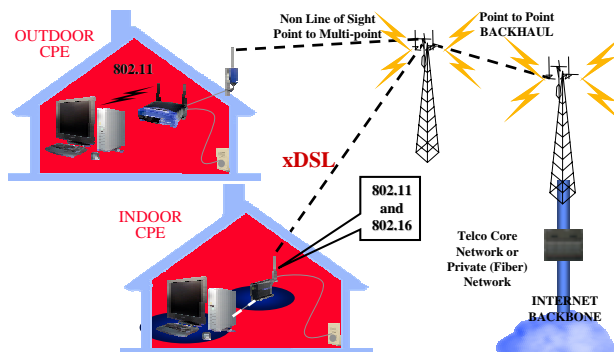 Non Line of Sight
Point to Multi-point
Point to Point
BACKHAUL
OUTDOOR
CPE
802.11
xDSL
802.11
and
802.16
INDOOR
CPE
Telco Core
Network or
Private (Fiber)
Network
INTERNET
BACKBONE